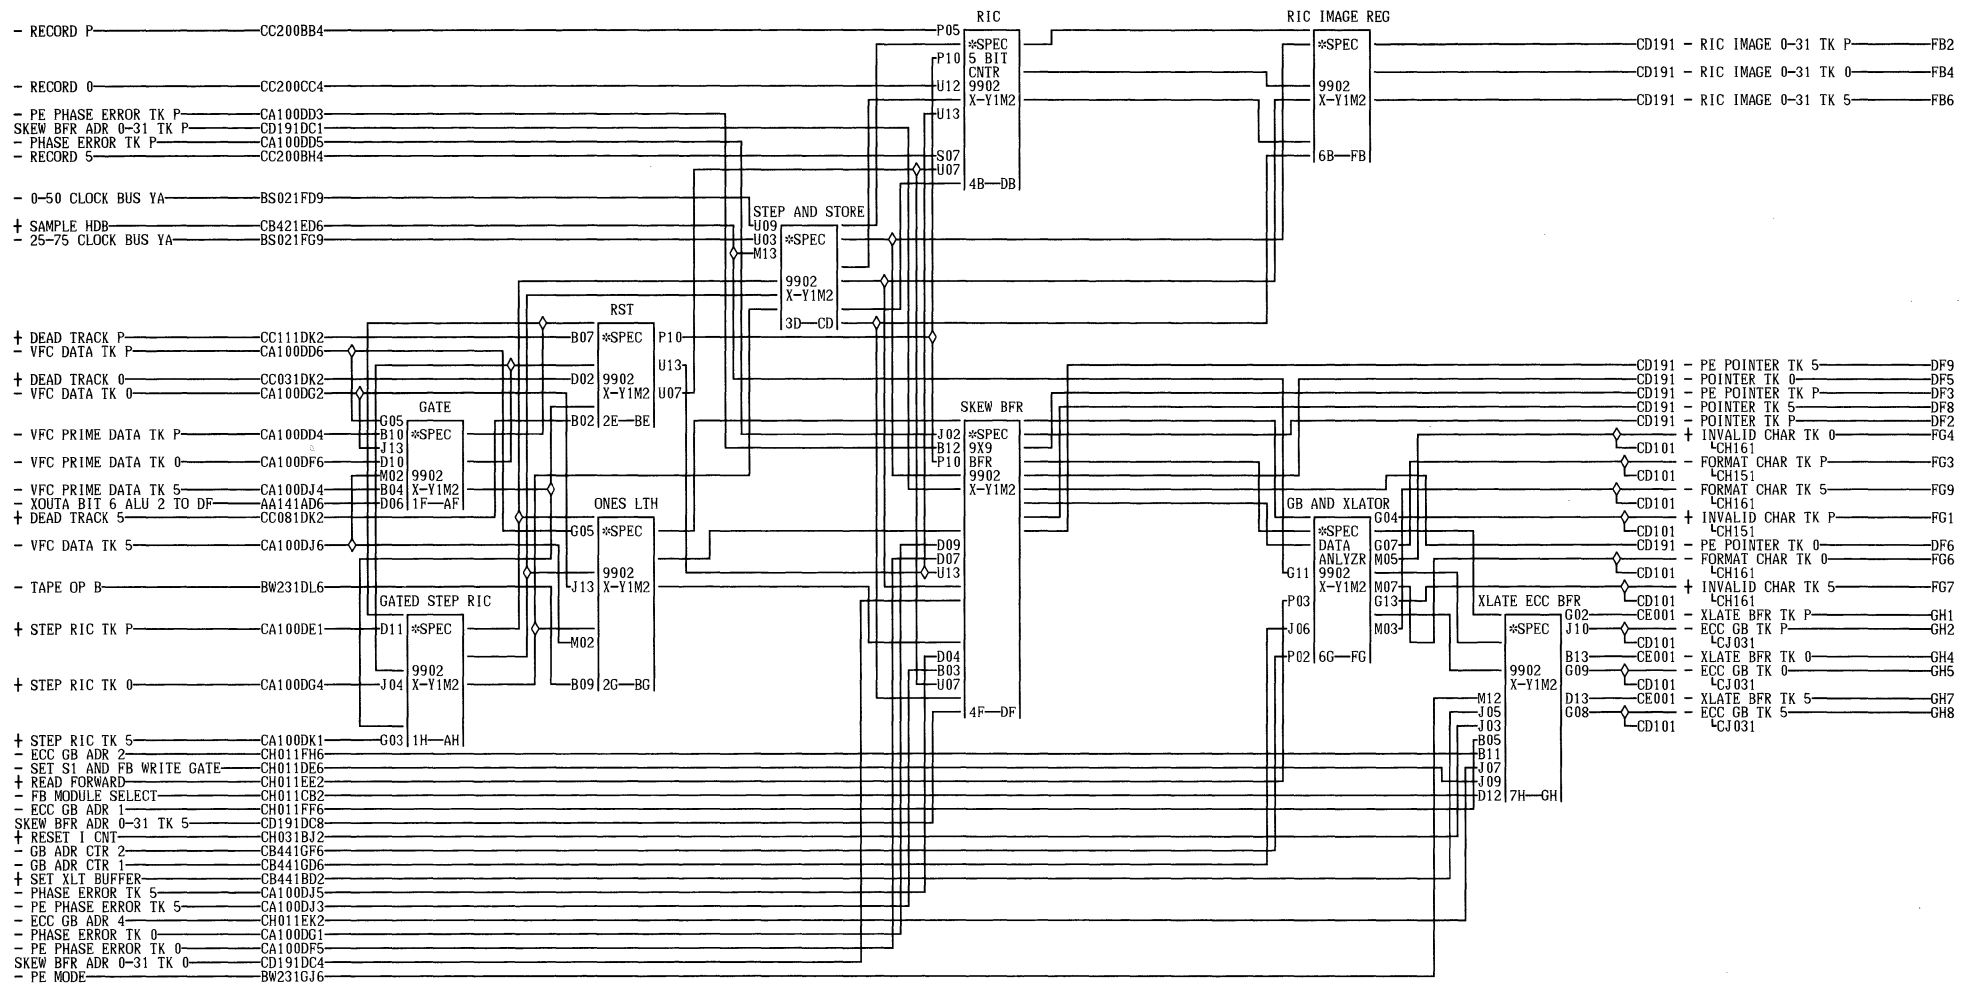 RIC
RIC IMAGE REG
- RECORD P CC200BB4 P05
*SPEC
*SPEC
CD191 - RIC IMAGE 0-31 TK P FB2
P10 5 BIT
CNTR
CD191 - RIC IMAGE 0-31 TK 0 FB4
- RECORD 0 CC200CC4 U12 9902
9902
X-Y1M2
X-Y1M2
CD191 - RIC IMAGE 0-31 TK 5 FB6
- PE PHASE ERROR TK P CA100DD3 U13
SKEW BFR ADR 0-31 TK P CD191DC1
- PHASE ERROR TK P CA100DD5
- RECORD 5 CC200BH4 S07
6B FB
U07
4B DB
- 0-50 CLOCK BUS YA BS021FD9
STEP AND STORE
+ SAMPLE HDB CB421ED6 U09
- 25-75 CLOCK BUS YA BS021FG9 U03 *SPEC
M13
9902
X-Y1M2
3D CD
RST
+ DEAD TRACK P CC111DK2 B07 *SPEC P10
- VFC DATA TK P CA100DD6
U13
CD191 - PE POINTER TK 5 DF9
+ DEAD TRACK 0 CC031DK2 D02 9902
CD191 - POINTER TK 0 DF5
- VFC DATA TK 0 CA100DG2
X-Y1M2 U07
CD191 - PE POINTER TK P DF3
GATE
SKEW BFR
CD191 - POINTER TK 5 DF8
G05
B02 2E BE
CD191 - POINTER TK P DF2
- VFC PRIME DATA TK P CA100DD4 B10 *SPEC
J02 *SPEC
+ INVALID CHAR TK 0 FG4
J13
B12 9X9
CD101 CH161
- VFC PRIME DATA TK 0 CA100DF6 D10
P10 BFR
- FORMAT CHAR TK P FG3
M02 9902
9902
CD101 CH151
- VFC PRIME DATA TK 5 CA100DJ4 B04 X-Y1M2
X-Y1M2
- FORMAT CHAR TK 5 FG9
- XOUTA BIT 6 ALU 2 TO DF AA141AD6 D06 1F AF
ONES LTH
GB AND XLATOR
CD101 CH161
+ DEAD TRACK 5 CC081DK2
G04
+ INVALID CHAR TK P FG1
G05 *SPEC
*SPEC
CD101 CH151
- VFC DATA TK 5 CA100DJ6
D09
DATA G07
CD191 - PE POINTER TK 0 DF6
D07
ANLYZR M05
- FORMAT CHAR TK 0 FG6
9902
U13
G11 9902
CD101 CH161
- TAPE OP B BW231DL6
J13 X-Y1M2
X-Y1M2 M07
+ INVALID CHAR TK 5 FG7
GATED STEP RIC
P03
G13
XLATE ECC BFR
CD101 CH161
G02 CE001 - XLATE BFR TK P GH1
+ STEP RIC TK P CA100DE1 D11 *SPEC
J06
M03
*SPEC J10
- ECC GB TK P GH2
M02
CD101 CJ031
D04
P02 6G FG
B13 CE001 - XLATE BFR TK 0 GH4
9902
B03
9902 G09
- ECC GB TK 0 GH5
+ STEP RIC TK 0 CA100DG4 J04 X-Y1M2
B09 2G BG
U07
X-Y1M2
CD101 CJ031
M12
D13 CE001 - XLATE BFR TK 5 GH7
4F DF
J05
G08
- ECC GB TK 5 GH8
J03
CD101 CJ031
+ STEP RIC TK 5 CA100DK1 G03 1H AH
B05
- ECC GB ADR 2 CH011FH6 B11
- SET S1 AND FB WRITE GATE CH011DE6 J07
+ READ FORWARD CH011EE2 J09
- FB MODULE SELECT CH011CB2 D12 7H GH
- ECC GB ADR 1 CH011FF6
SKEW BFR ADR 0-31 TK 5 CD191DC8
+ RESET I CNT CH031BJ2
- GB ADR CTR 2 CB441GF6
- GB ADR CTR 1 CB441GD6
+ SET XLT BUFFER CB441BD2
- PHASE ERROR TK 5 CA100DJ5
- PE PHASE ERROR TK 5 CA100DJ3
- ECC GB ADR 4 CH011EK2
- PHASE ERROR TK 0 CA100DG1
- PE PHASE ERROR TK 0 CA100DF5
SKEW BFR ADR 0-31 TK 0 CD191DC4
- PE MODE BW231GJ6